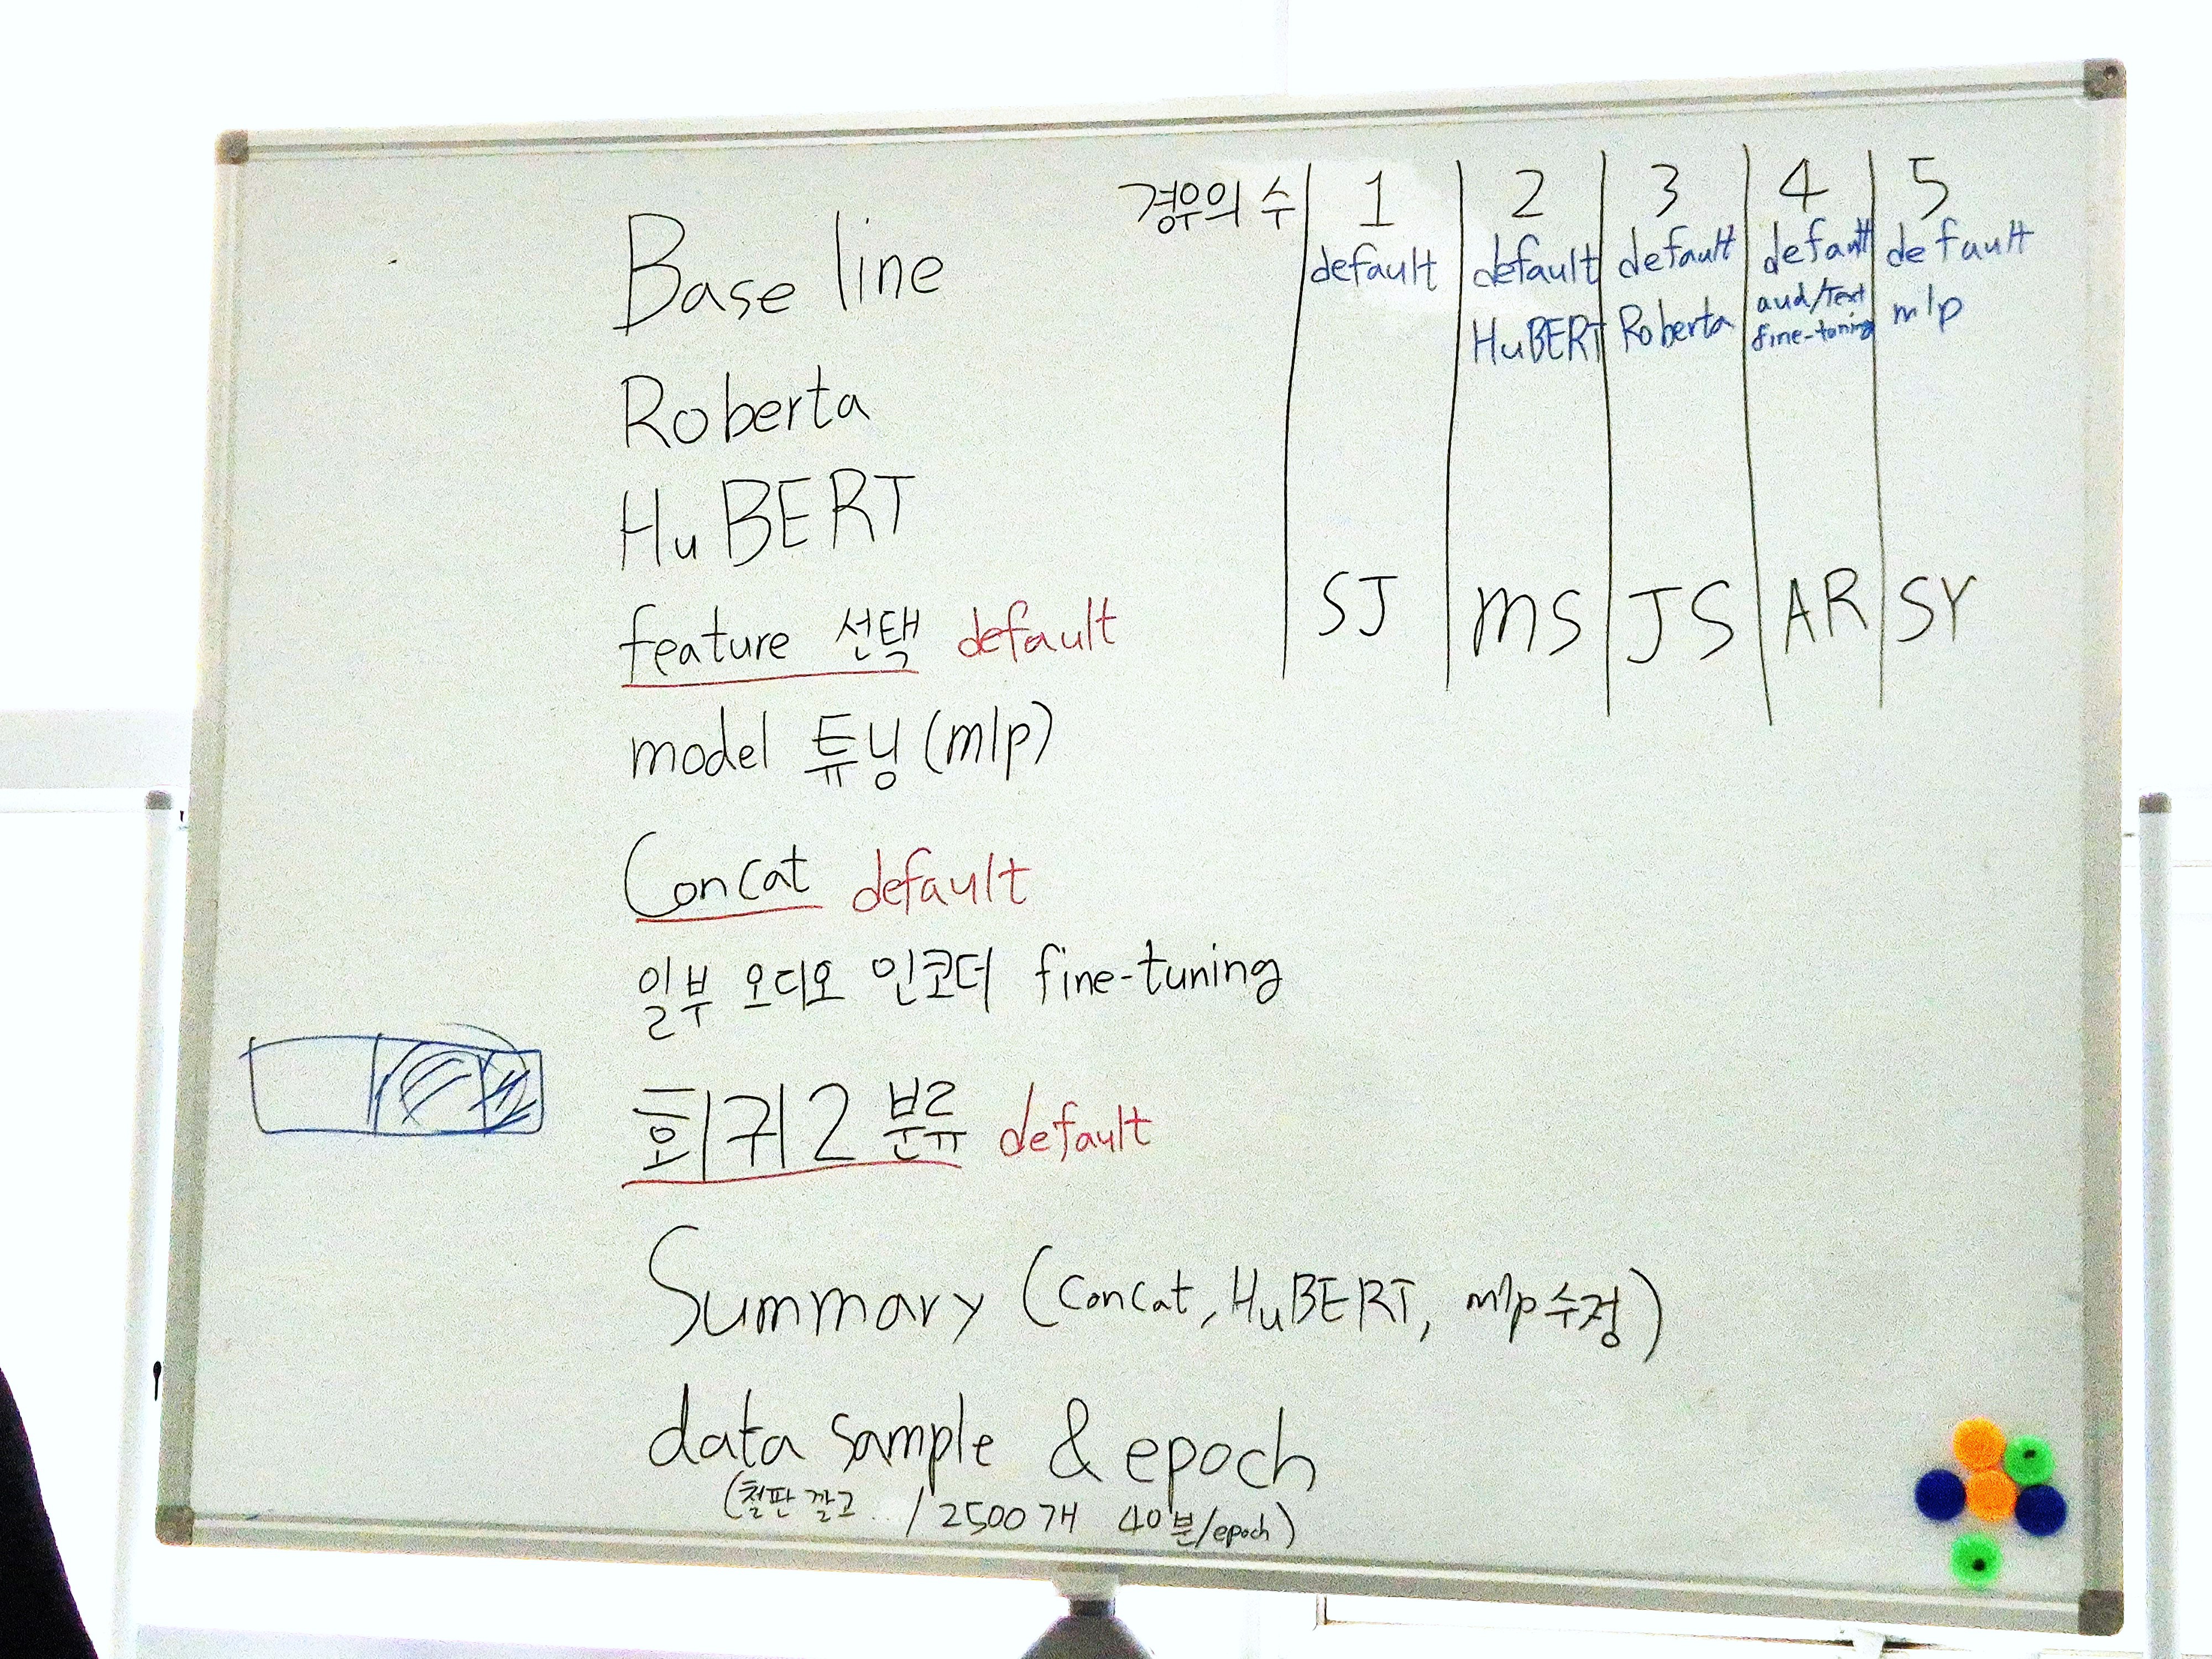 경우의 수 1 2 3 4 5
default default default default default
HuBERT Roberta aud/Text fine-tuning mlp
SJ MS JS AR SY
Base line
Roberta
HuBERT
feature 선택 default
model 튜닝 (mlp)
Concat default
일부 오디오 인코더 fine-tuning
회귀 2 분류 default
Summary (Concat, HuBERT, mlp 수정)
data sample & epoch
(철판 깔고 .. / 2500개 40분/epoch)